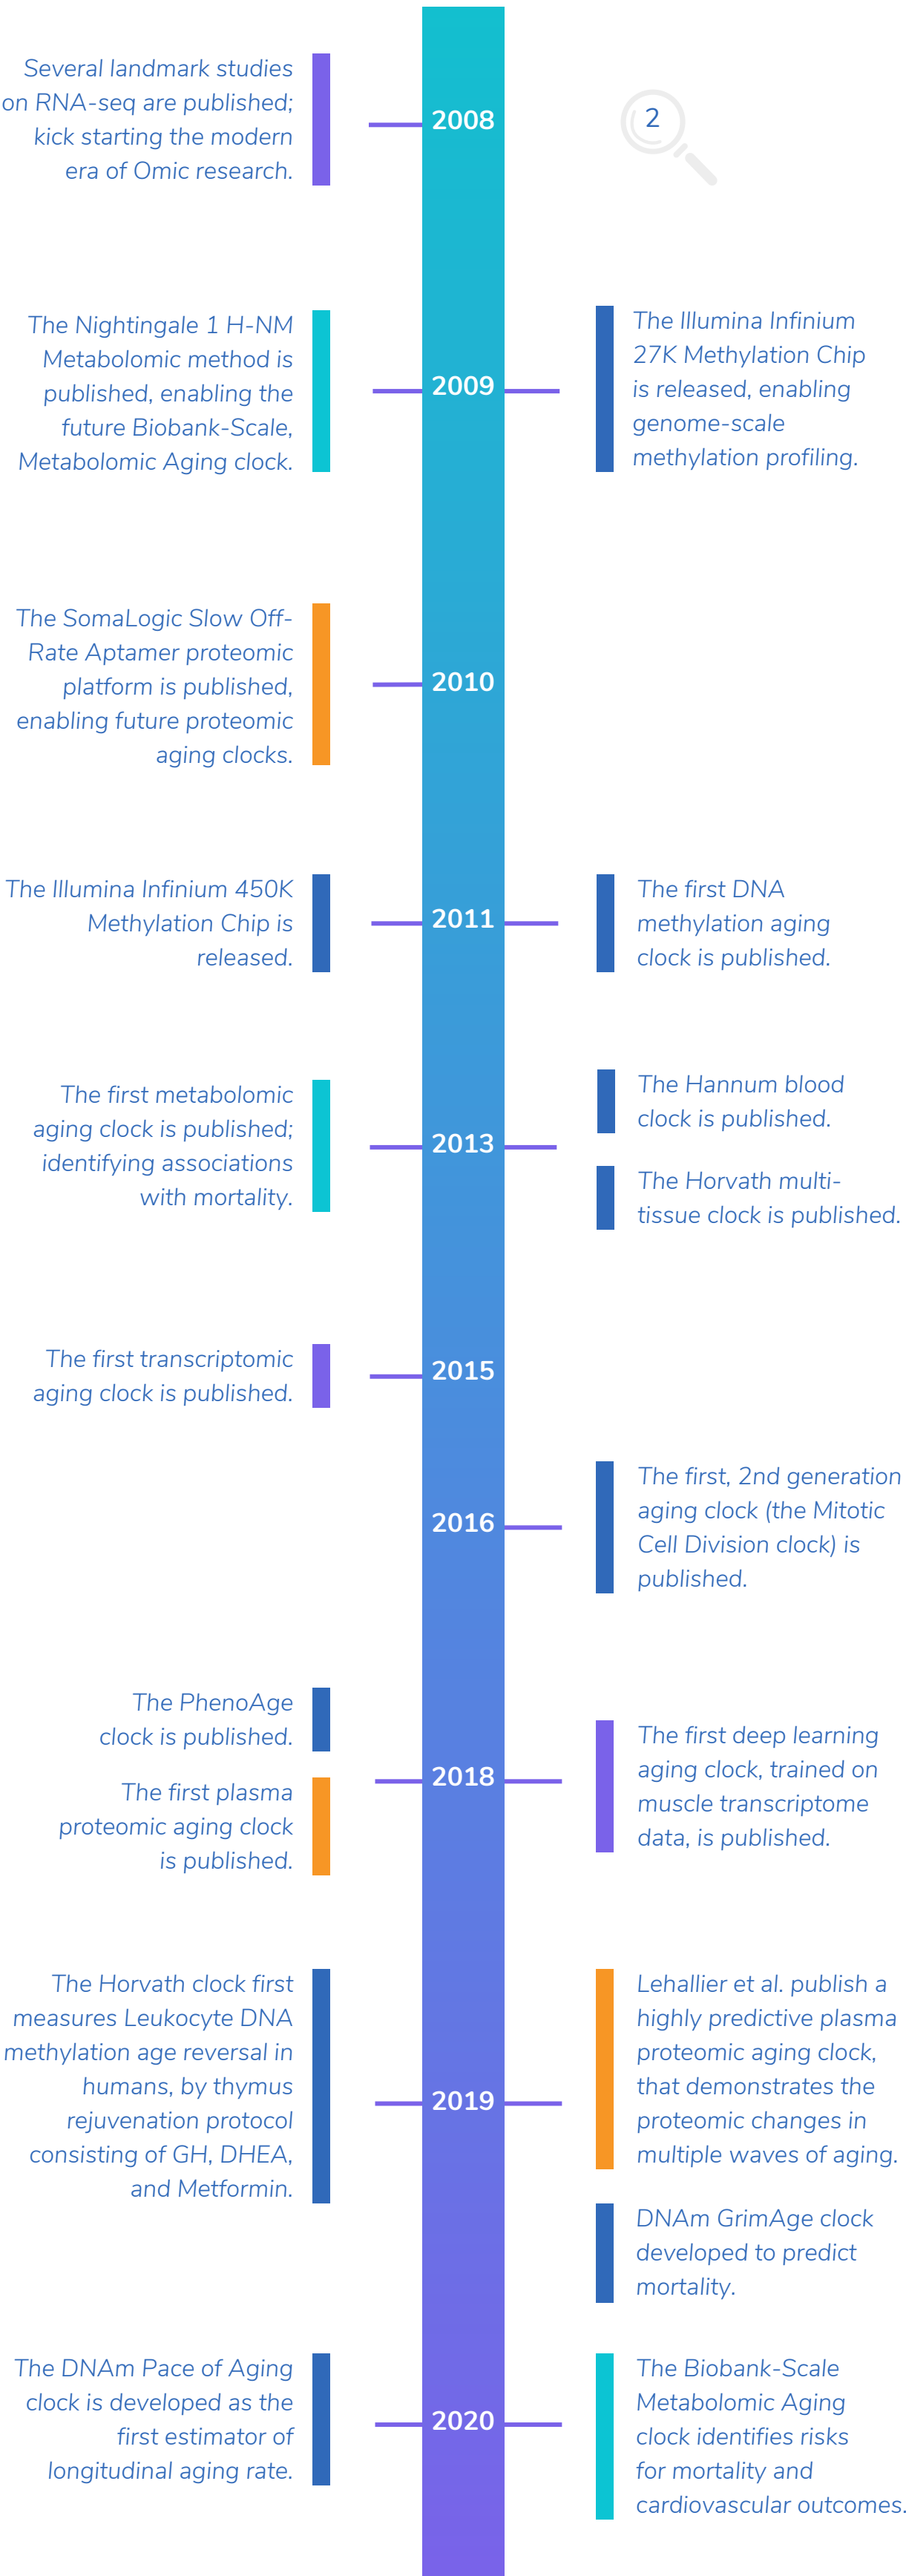 Several landmark studies
on RNA-seq are published;
kick starting the modern
era of Omic research.
2008
2
The Nightingale 1 H-NM
Metabolomic method is
published, enabling the
future Biobank-Scale,
Metabolomic Aging clock.
2009
The Illumina Infinium
27K Methylation Chip
is released, enabling
genome-scale
methylation profiling.
The SomaLogic Slow Off-
Rate Aptamer proteomic
platform is published,
enabling future proteomic
aging clocks.
2010
The Illumina Infinium 450K
Methylation Chip is
released.
2011
The first DNA
methylation aging
clock is published.
The first metabolomic
aging clock is published;
identifying associations
with mortality.
2013
The Hannum blood
clock is published.
The Horvath multi-
tissue clock is published.
The first transcriptomic
aging clock is published.
2015
2016
The first, 2nd generation
aging clock (the Mitotic
Cell Division clock) is
published.
The PhenoAge
clock is published.
The first plasma
proteomic aging clock
is published.
2018
The first deep learning
aging clock, trained on
muscle transcriptome
data, is published.
The Horvath clock first
measures Leukocyte DNA
methylation age reversal in
humans, by thymus
rejuvenation protocol
consisting of GH, DHEA,
and Metformin.
2019
Lehallier et al. publish a
highly predictive plasma
proteomic aging clock,
that demonstrates the
proteomic changes in
multiple waves of aging.
DNAm GrimAge clock
developed to predict
mortality.
The DNAm Pace of Aging
clock is developed as the
first estimator of
longitudinal aging rate.
2020
The Biobank-Scale
Metabolomic Aging
clock identifies risks
for mortality and
cardiovascular outcomes.